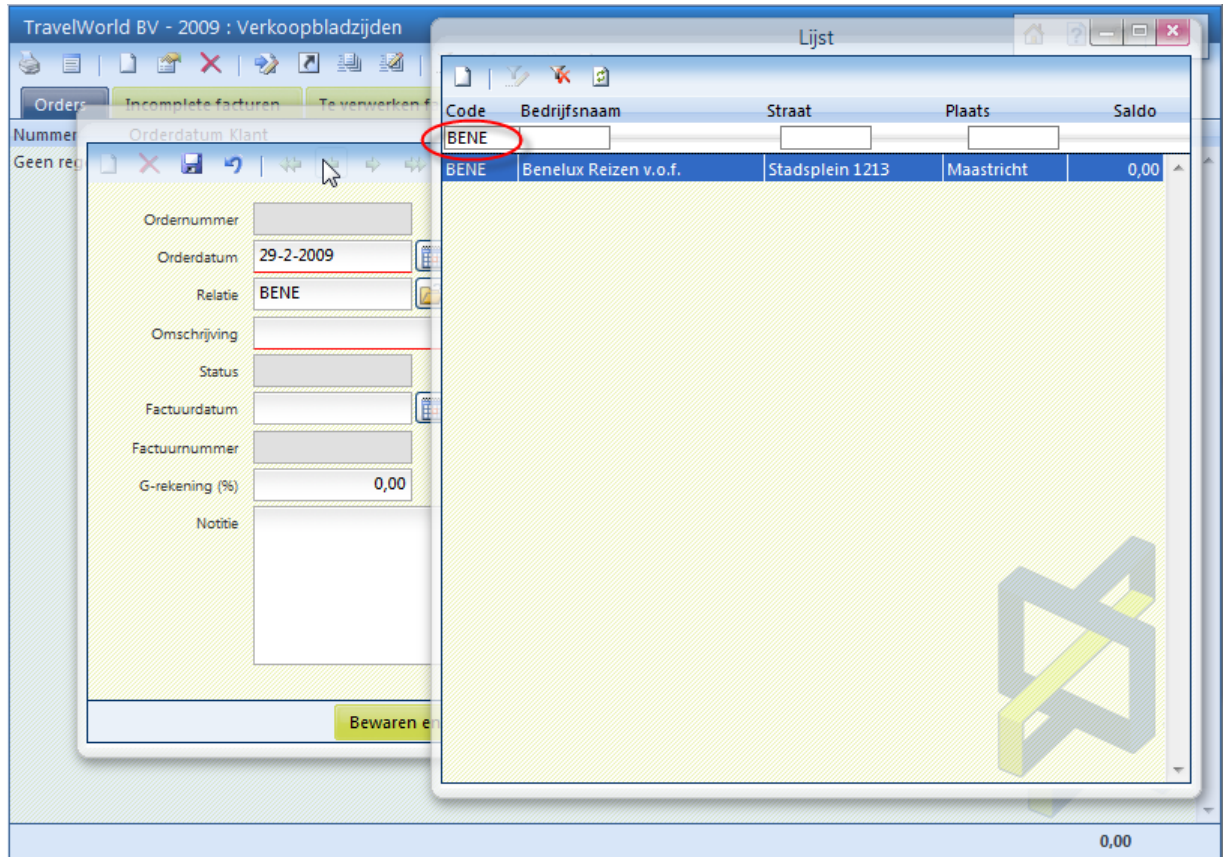 TravelWorld BV - 2009 : Verkoopbladzijden
Lijst
Orders Incomplete facturen Te verwerken f
Nummer Orderdatum Klant
Geen reg
Code Bedrijfsnaam Straat Plaats Saldo
BENE
BENE Benelux Reizen v.o.f. Stadsplein 1213 Maastricht 0,00
Ordernummer
Orderdatum 29-2-2009
Relatie BENE
Omschrijving
Status
Factuurdatum
Factuurnummer
G-rekening (%) 0,00
Notitie
Bewaren en
0,00